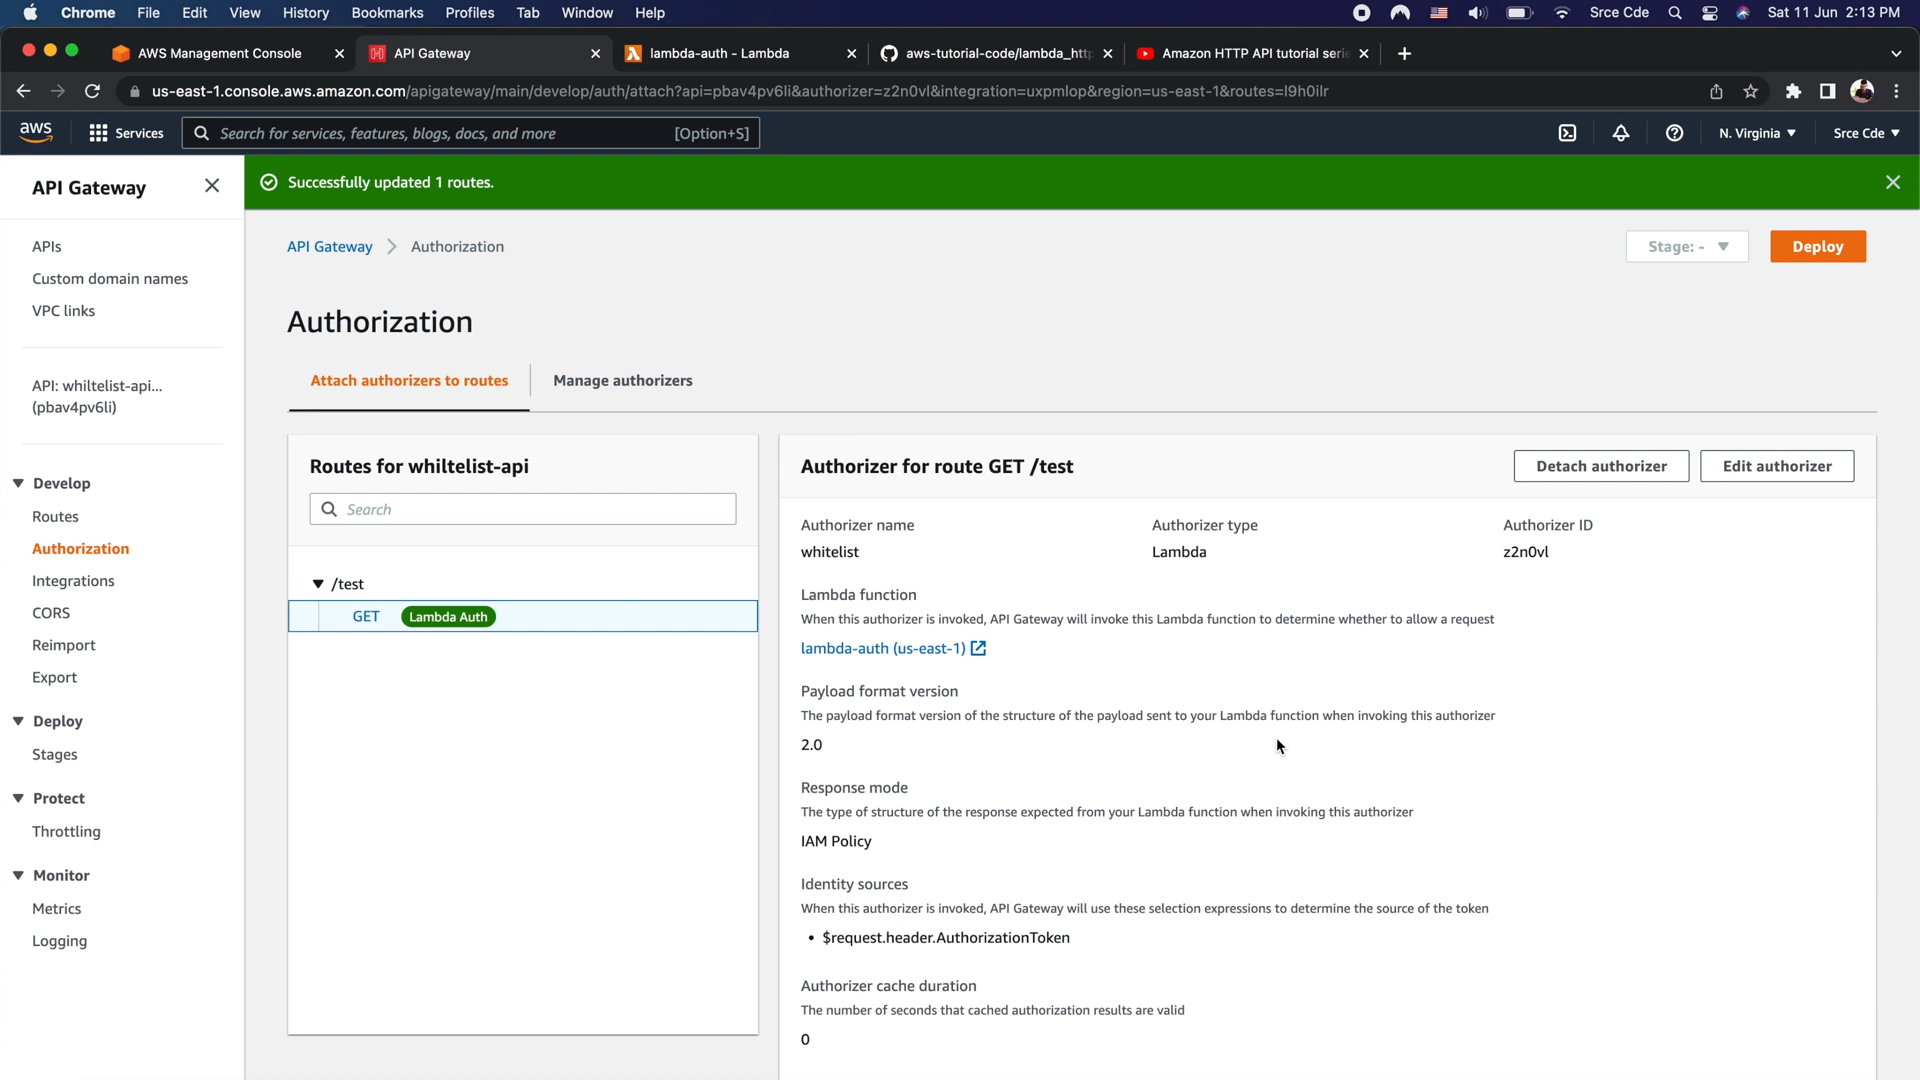 Chrome File Edit View History Bookmarks Profiles Tab Window Help Srce Cde Sat 11 Jun 2:13 PM
AWS Management Console API Gateway lambda-auth - Lambda aws-tutorial-code/lambda_htt Amazon HTTP API tutorial serie
us-east-1.console.aws.amazon.com/apigateway/main/develop/auth/attach?api=pbav4pv6li&authorizer=z2n0vl&integration=uxpmlop&region=us-east-1&routes=l9h0ilr
aws Services Search for services, features, blogs, docs, and more [Option+S] N. Virginia Srce Cde
API Gateway
Successfully updated 1 routes.
APIs
Custom domain names
VPC links
API: whiltelist-api...
(pbav4pv6li)
Develop
Routes
Authorization
Integrations
CORS
Reimport
Export
Deploy
Stages
Protect
Throttling
Monitor
Metrics
Logging
API Gateway Authorization
Stage: - Deploy
Authorization
Attach authorizers to routes Manage authorizers
Routes for whiltelist-api
Search
/test
GET Lambda Auth
Authorizer for route GET /test Detach authorizer Edit authorizer
Authorizer name Authorizer type Authorizer ID
whitelist Lambda z2n0vl
Lambda function
When this authorizer is invoked, API Gateway will invoke this Lambda function to determine whether to allow a request
lambda-auth (us-east-1)
Payload format version
The payload format version of the structure of the payload sent to your Lambda function when invoking this authorizer
2.0
Response mode
The type of structure of the response expected from your Lambda function when invoking this authorizer
IAM Policy
Identity sources
When this authorizer is invoked, API Gateway will use these selection expressions to determine the source of the token
• $request.header.AuthorizationToken
Authorizer cache duration
The number of seconds that cached authorization results are valid
0